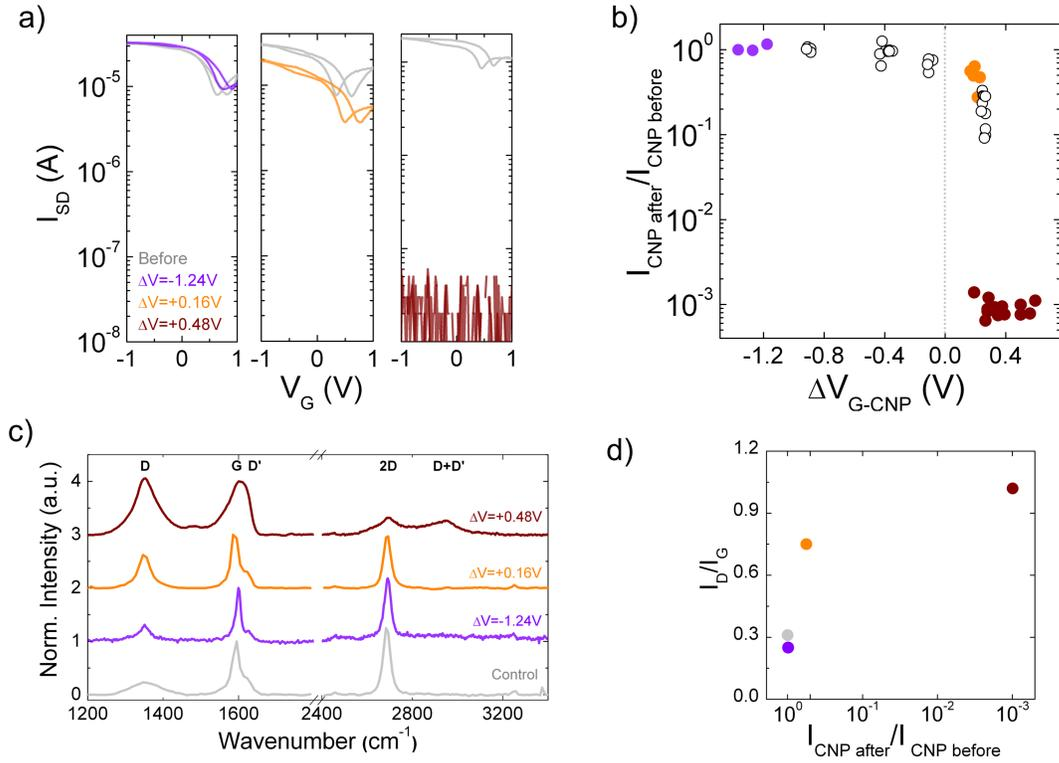 a)
I_SD (A)
10^-5
10^-6
10^-7
10^-8
Before
ΔV=-1.24V
ΔV=+0.16V
ΔV=+0.48V
-1 0 1 -1 0 1 -1 0 1
V_G (V)
b)
I_CNP after/I_CNP before
10^0
10^-1
10^-2
10^-3
-1.2 -0.8 -0.4 0.0 0.4
ΔV_G-CNP (V)
c)
Norm. Intensity (a.u.)
4
3
2
1
0
D G D' 2D D+D'
ΔV=+0.48V
ΔV=+0.16V
ΔV=-1.24V
Control
1200 1400 1600 2400 2800 3200
Wavenumber (cm^-1)
d)
I_D/I_G
1.2
0.9
0.6
0.3
0.0
10^0 10^-1 10^-2 10^-3
I_CNP after/I_CNP before